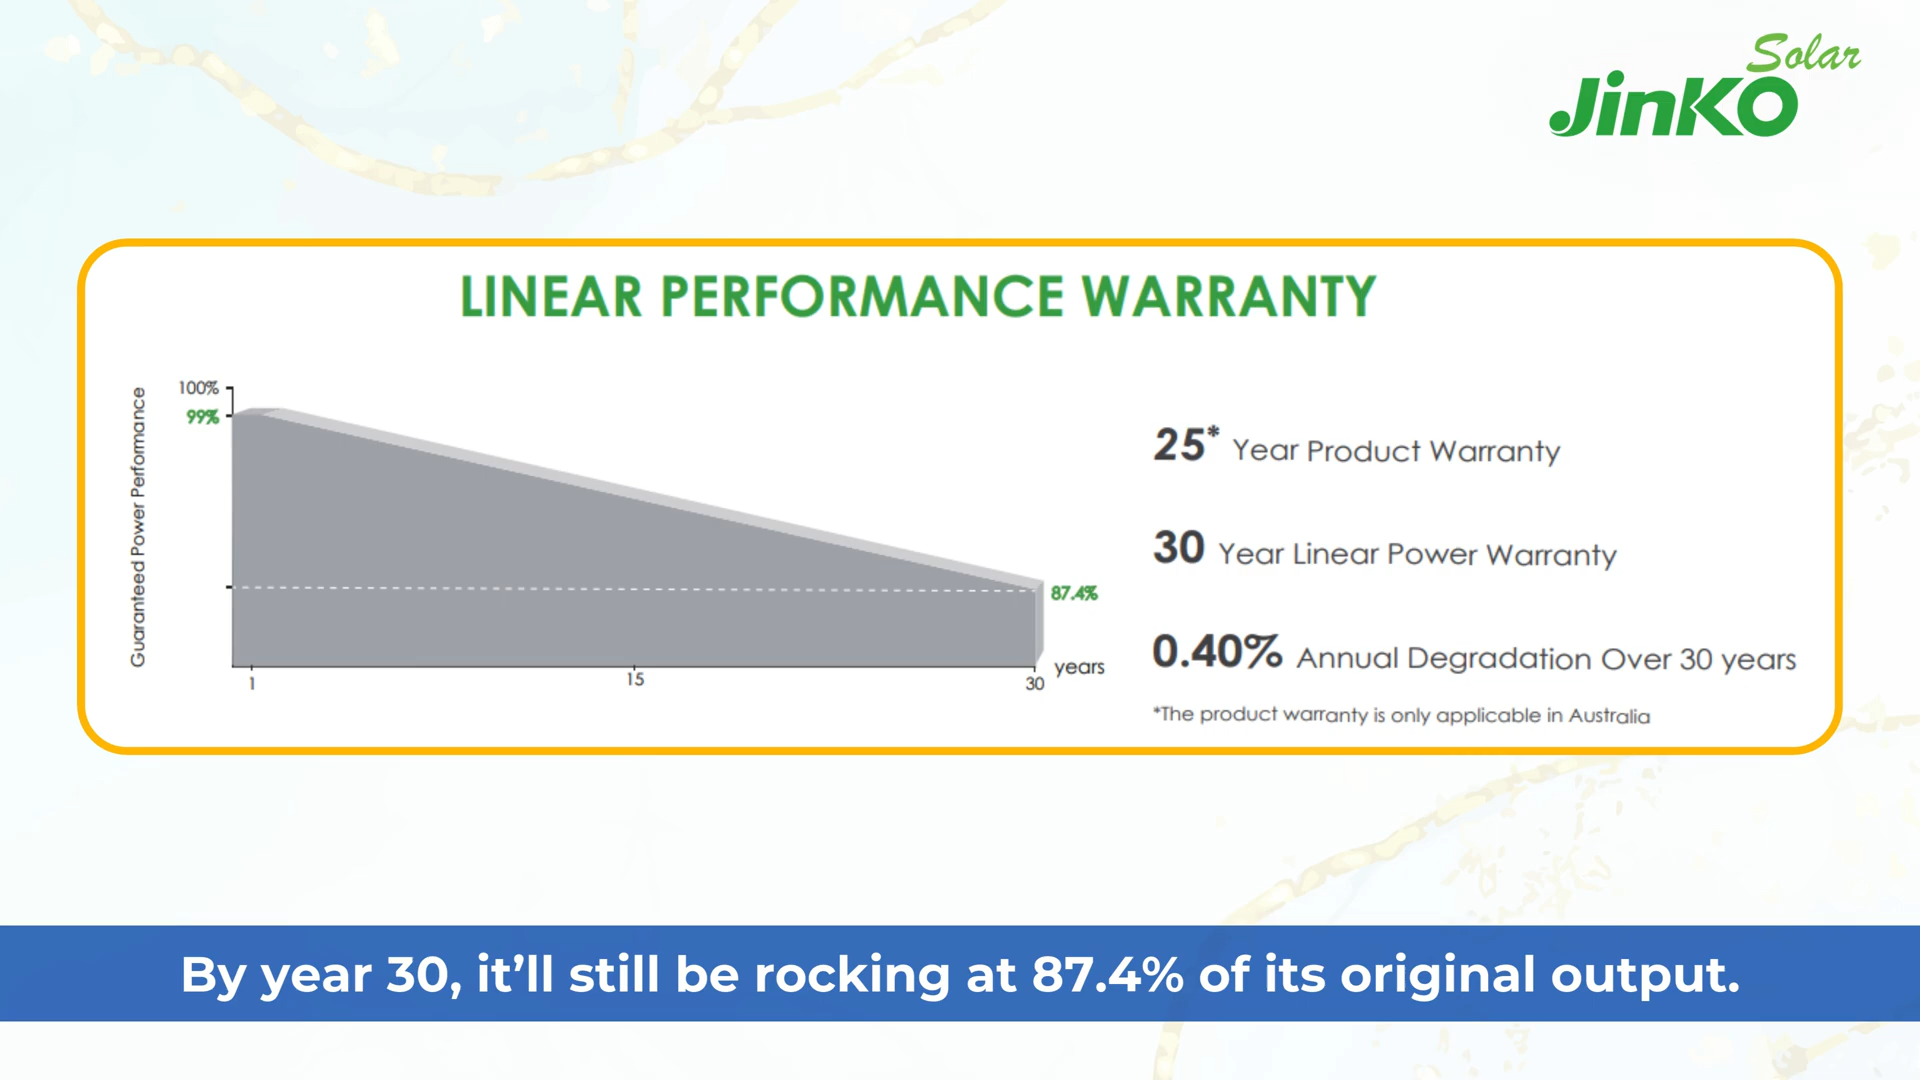 Solar
JinKO
LINEAR PERFORMANCE WARRANTY
Guaranteed Power Performance
100%
99%
87.4%
1
15
30
years
25* Year Product Warranty
30 Year Linear Power Warranty
0.40% Annual Degradation Over 30 years
*The product warranty is only applicable in Australia
By year 30, it’ll still be rocking at 87.4% of its original output.